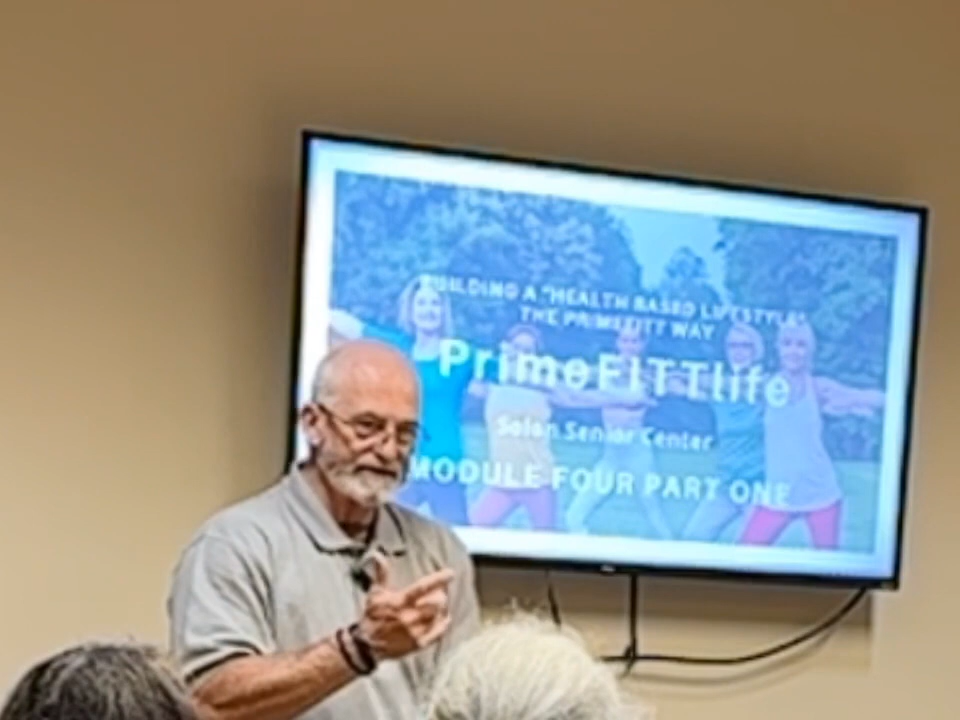 BUILDING A "HEALTH BASED LIFESTYLE"
THE PRIMEFITT WAY
PrimeFITTlife
Solon Senior Center
MODULE FOUR PART ONE